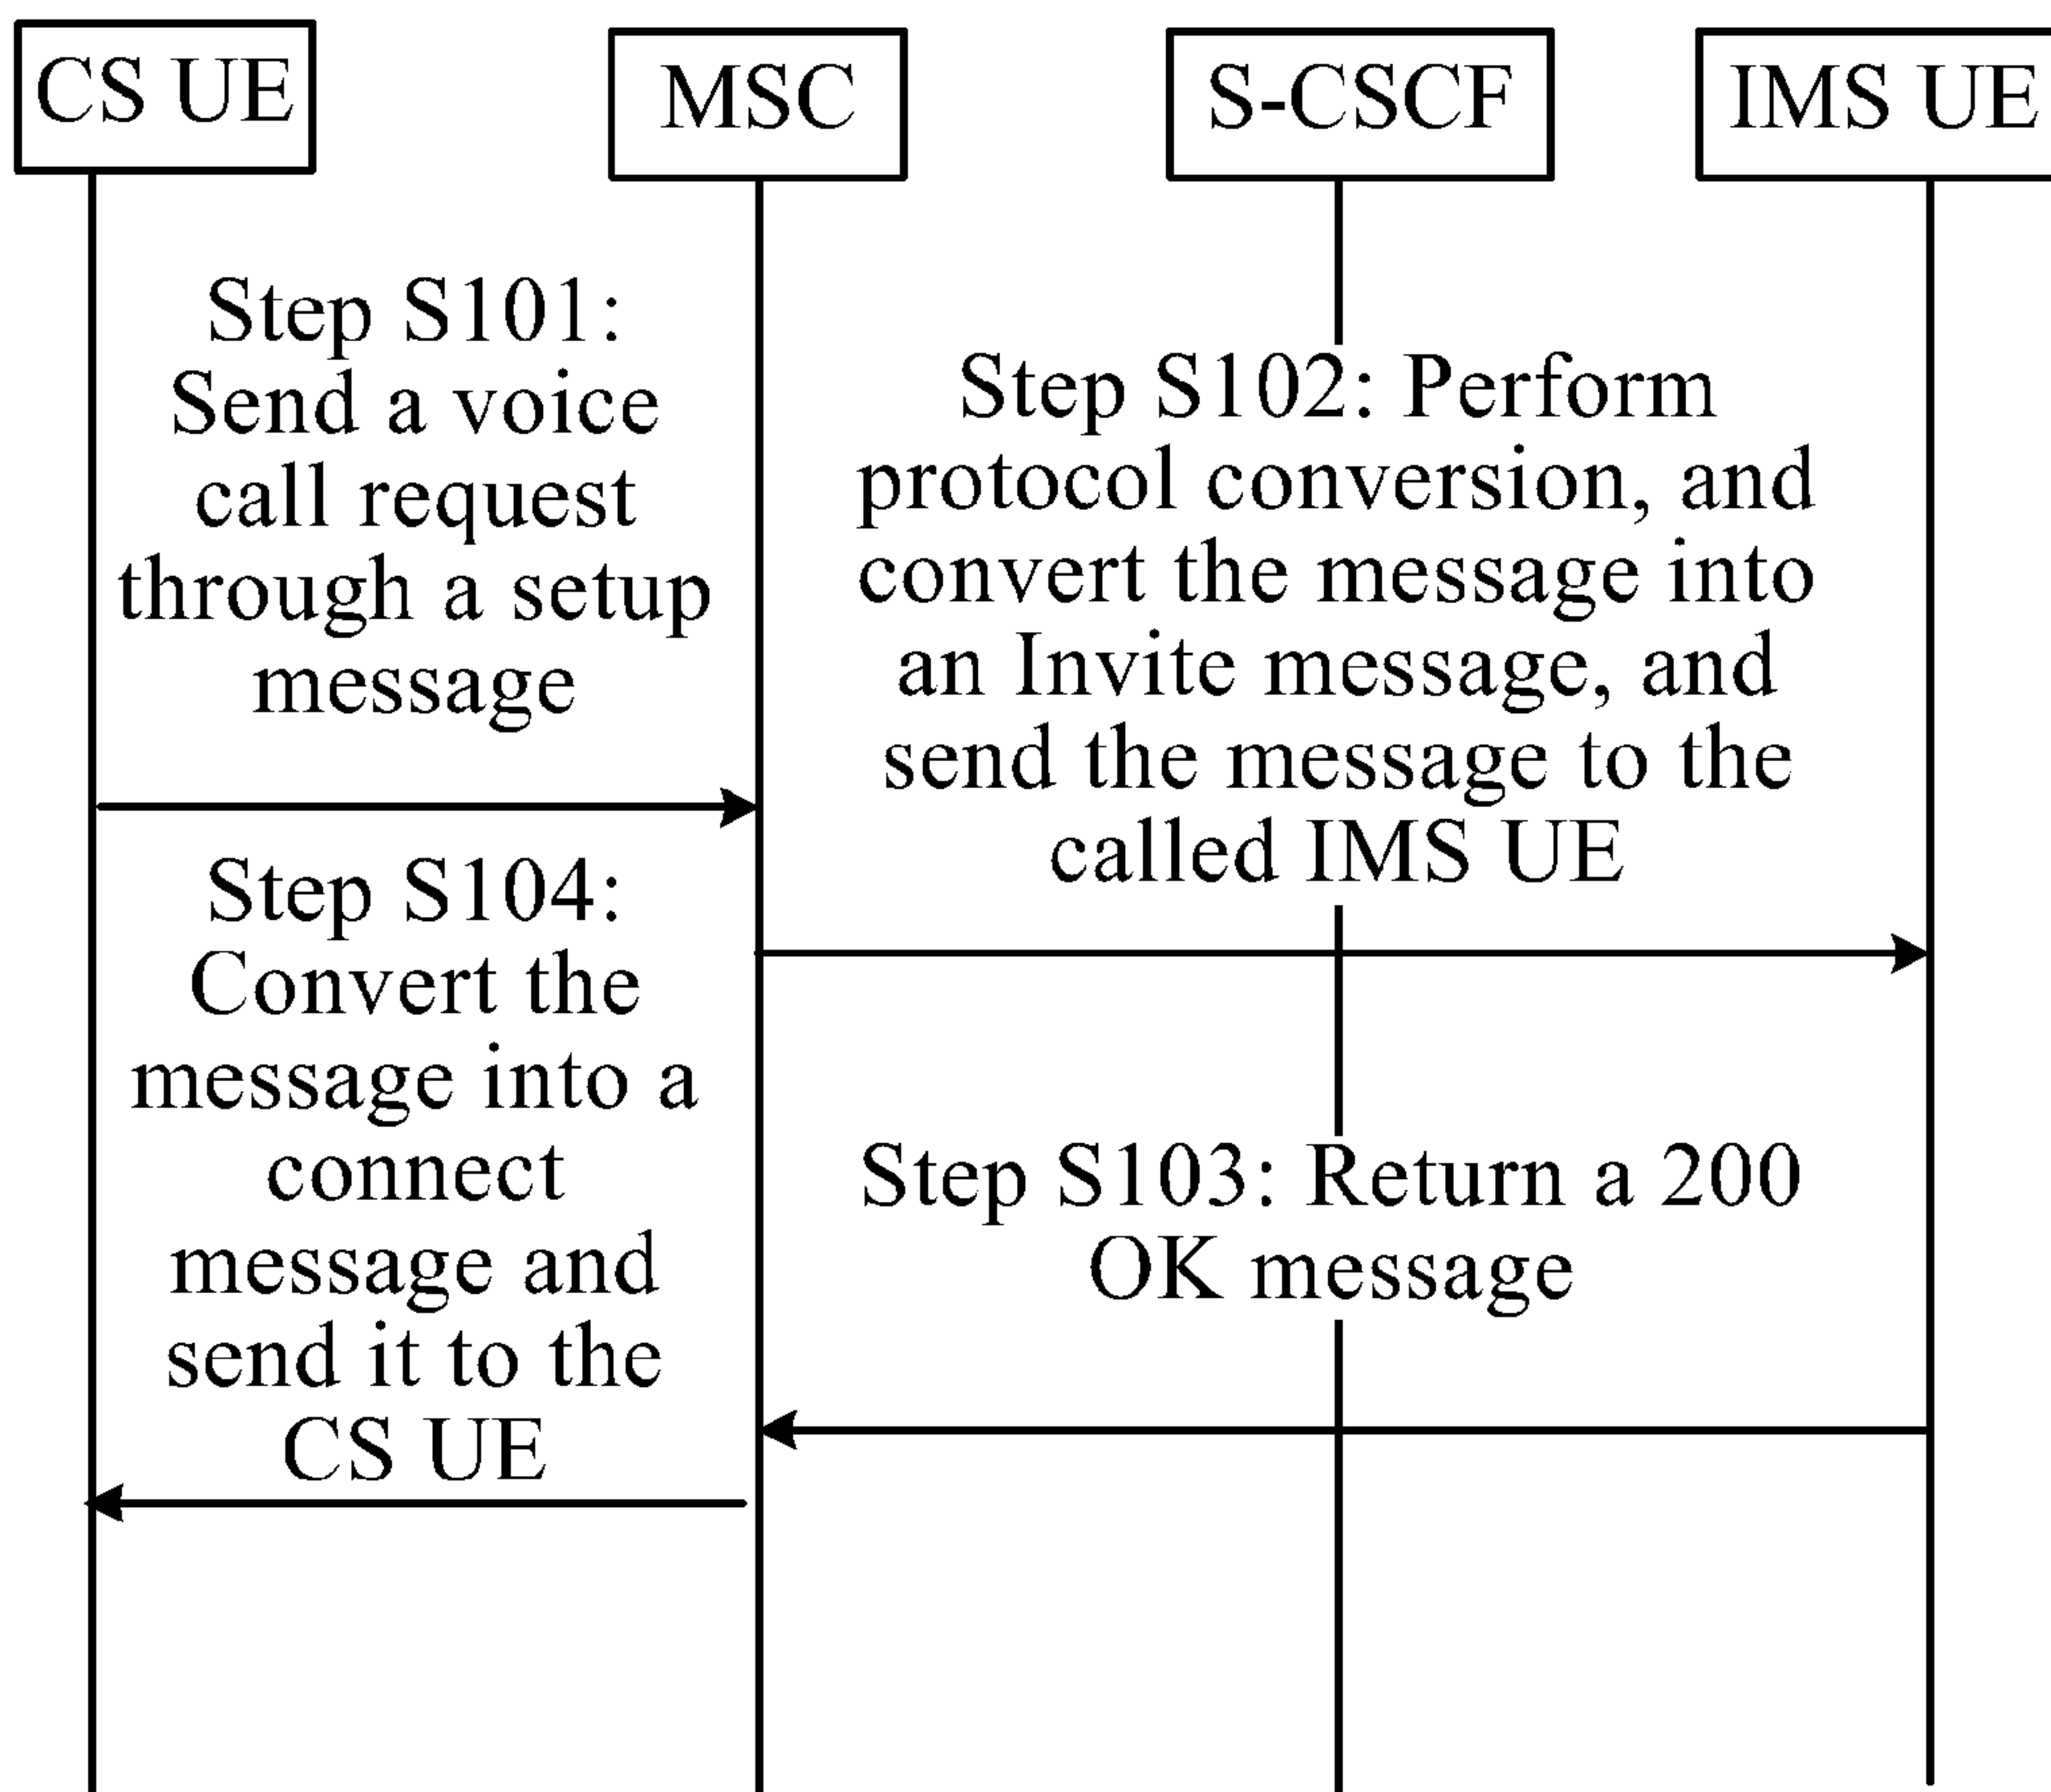 CS UE
MSC
S-CSCF
IMS UE
Step S101:
Send a voice
call request
through a setup
message
Step S102: Perform
protocol conversion, and
convert the message into
an Invite message, and
send the message to the
called IMS UE
Step S104:
Convert the
message into a
connect
message and
send it to the
CS UE
Step S103: Return a 200
OK message